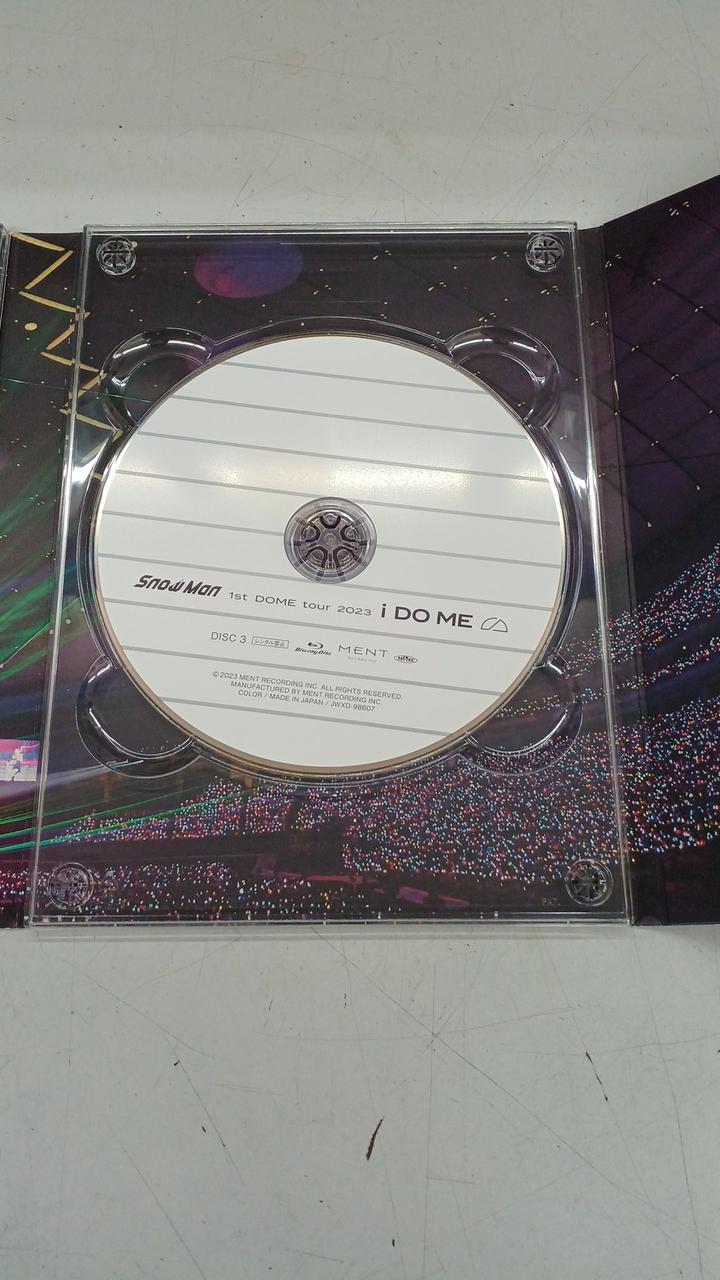 Snow Man 1st DOME tour 2023 i DO ME
DISC 3 レンタル禁止 Blu-ray Disc MENT
RECORDING
©2023 MENT RECORDING INC. ALL RIGHTS RESERVED.
MANUFACTURED BY MENT RECORDING INC.
COLOR / MADE IN JAPAN / JWXD-98607